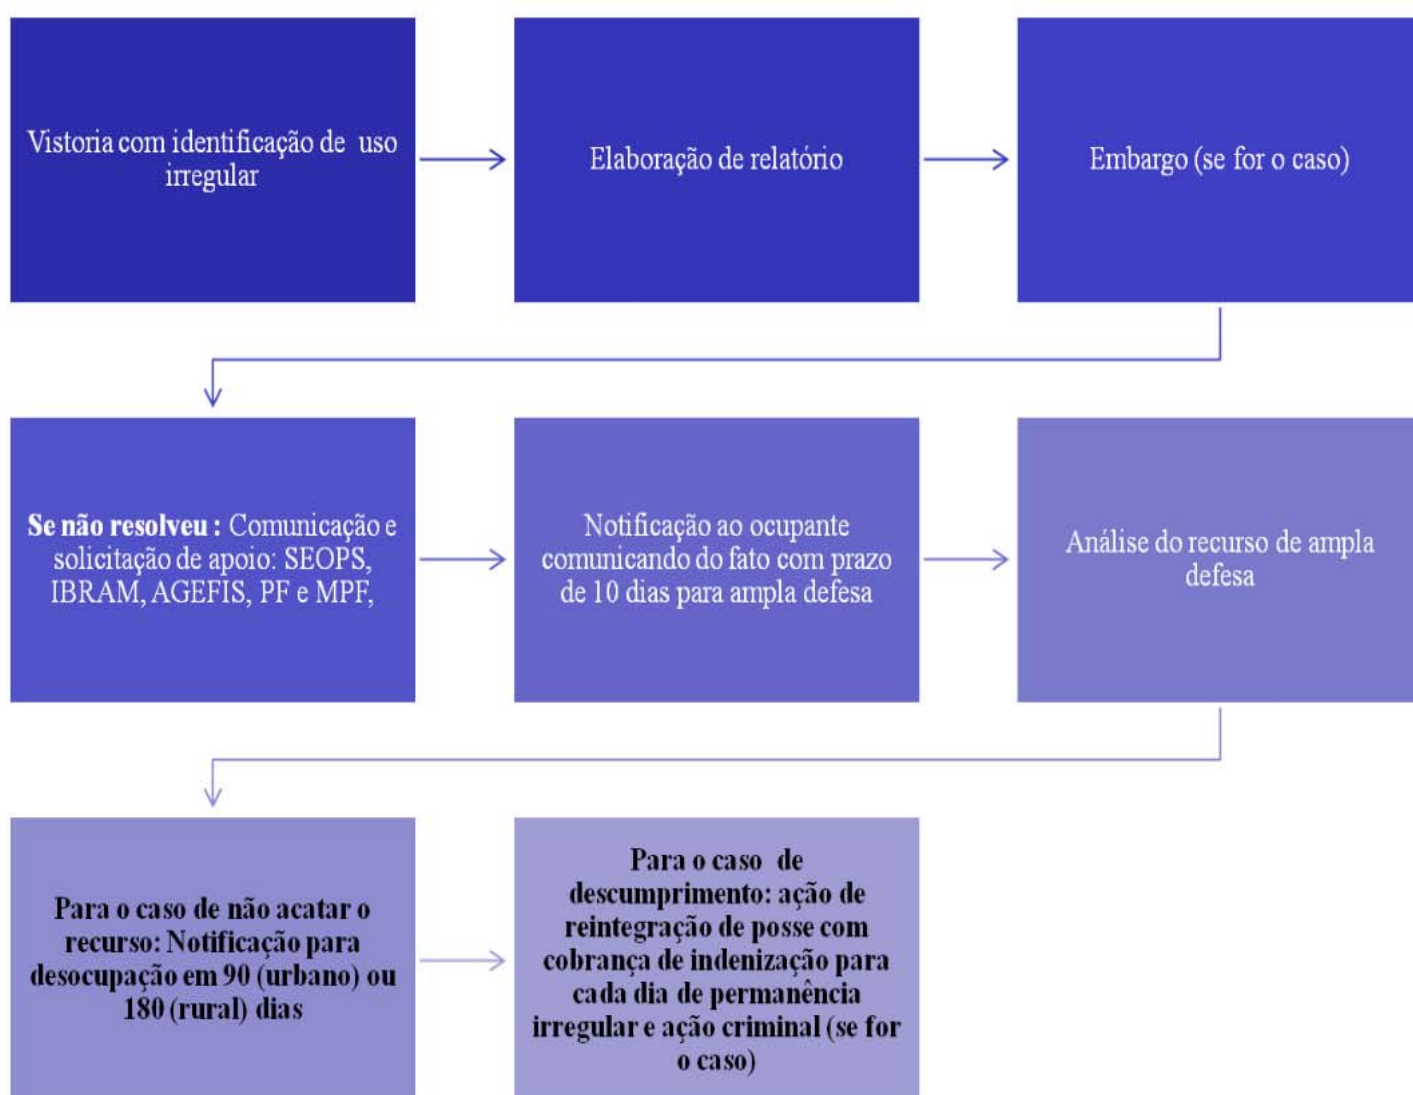 Vistoria com identificação de uso
irregular
Elaboração de relatório
Embargo (se for o caso)
Se não resolveu : Comunicação e
solicitação de apoio: SEOPS,
IBRAM, AGEFIS, PF e MPF,
Notificação ao ocupante
comunicando do fato com prazo
de 10 dias para ampla defesa
Análise do recurso de ampla
defesa
Para o caso de não acatar o
recurso: Notificação para
desocupação em 90 (urbano) ou
180 (rural) dias
Para o caso de
descumprimento: ação de
reintegração de posse com
cobrança de indenização para
cada dia de permanência
irregular e ação criminal (se for
o caso)